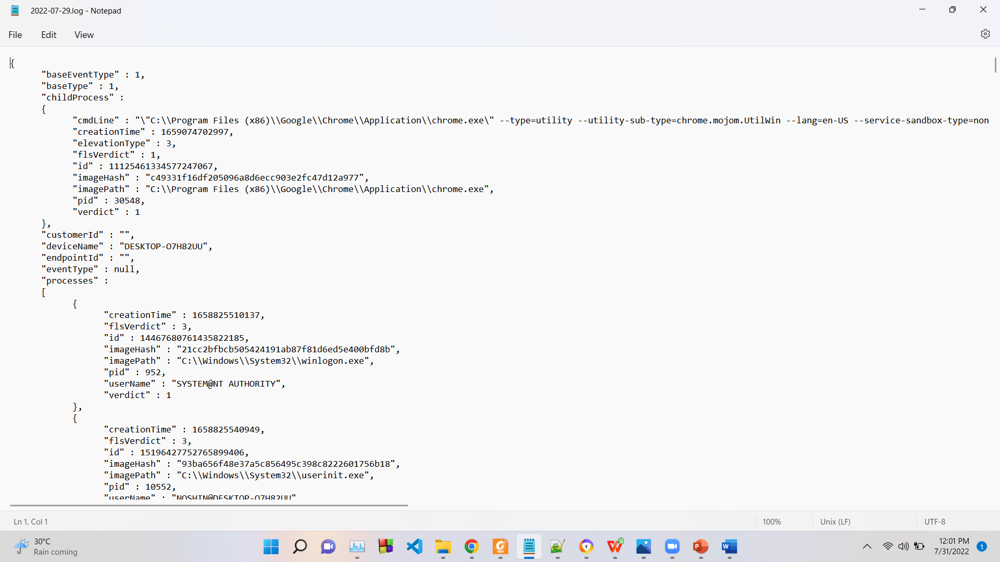 2022-07-29.log - Notepad
File Edit View
{
"baseEventType" : 1,
"baseType" : 1,
"childProcess" :
{
"cmdLine" : "\"C:\\Program Files (x86)\\Google\\Chrome\\Application\\chrome.exe\" --type=utility --utility-sub-type=chrome.mojom.UtilWin --lang=en-US --service-sandbox-type=non
"creationTime" : 1659074702997,
"elevationType" : 3,
"flsVerdict" : 1,
"id" : 11125461334577247067,
"imageHash" : "c49331f16df205096a8d6ecc903e2fc47d12a977",
"imagePath" : "C:\\Program Files (x86)\\Google\\Chrome\\Application\\chrome.exe",
"pid" : 30548,
"verdict" : 1
},
"customerId" : "",
"deviceName" : "DESKTOP-O7H82UU",
"endpointId" : "",
"eventType" : null,
"processes" :
[
{
"creationTime" : 1658825510137,
"flsVerdict" : 3,
"id" : 14467680761435822185,
"imageHash" : "21cc2bfbcb505424191ab87f81d6ed5e400bfd8b",
"imagePath" : "C:\\Windows\\System32\\winlogon.exe",
"pid" : 952,
"userName" : "SYSTEM@NT AUTHORITY",
"verdict" : 1
},
{
"creationTime" : 1658825540949,
"flsVerdict" : 3,
"id" : 15196427752765899406,
"imageHash" : "93ba656f48e37a5c856495c398c8222601756b18",
"imagePath" : "C:\\Windows\\System32\\userinit.exe",
"pid" : 10552,
"userName" : "NOSHIN@DESKTOP-O7H82UU"
Ln 1, Col 1 100% Unix (LF) UTF-8
30°C
Rain coming
12:01 PM
7/31/2022
1